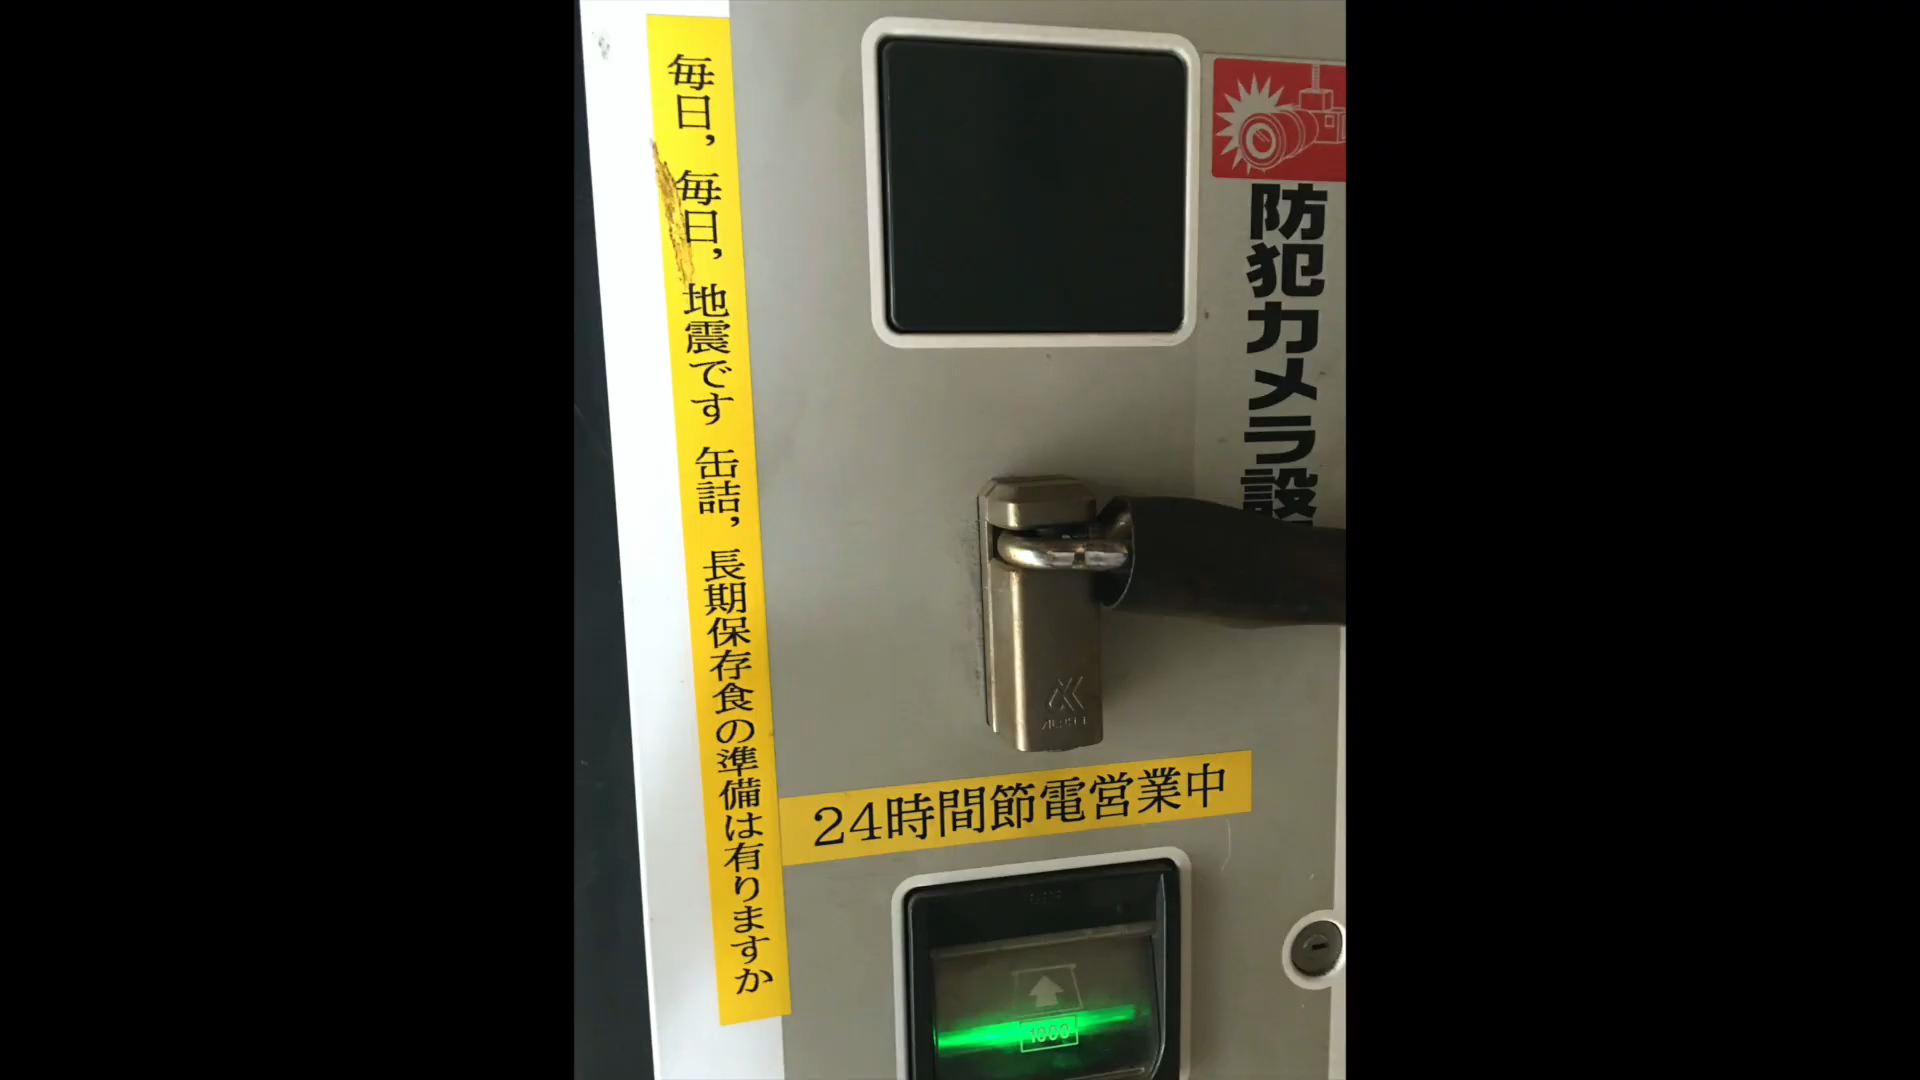 毎日，毎日，地震です 缶詰，長期保存食の準備は有りますか
防犯カメラ設
24時間節電営業中
1000